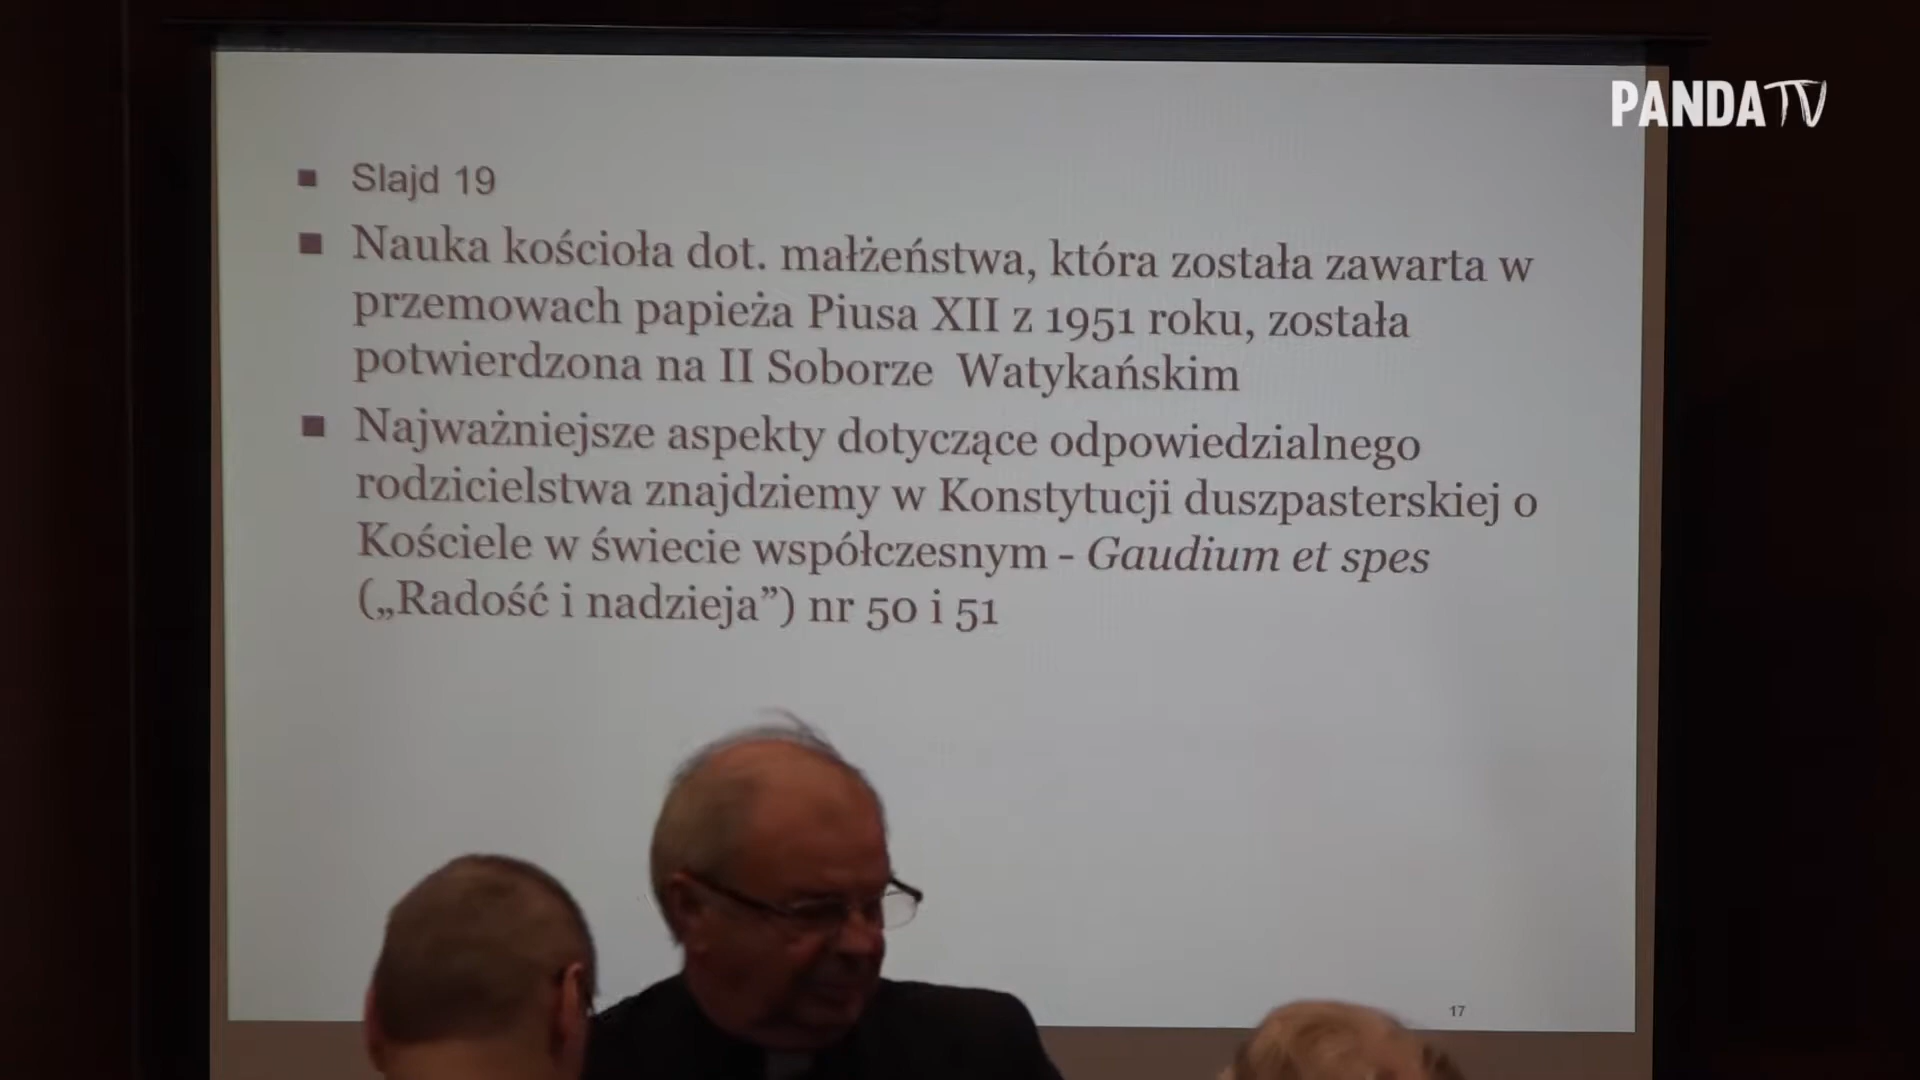 PANDA TV
■ Slajd 19
■ Nauka kościoła dot. małżeństwa, która została zawarta w
przemowach papieża Piusa XII z 1951 roku, została
potwierdzona na II Soborze Watykańskim
■ Najważniejsze aspekty dotyczące odpowiedzialnego
rodzicielstwa znajdziemy w Konstytucji duszpasterskiej o
Kościele w świecie współczesnym - Gaudium et spes
(„Radość i nadzieja”) nr 50 i 51
17